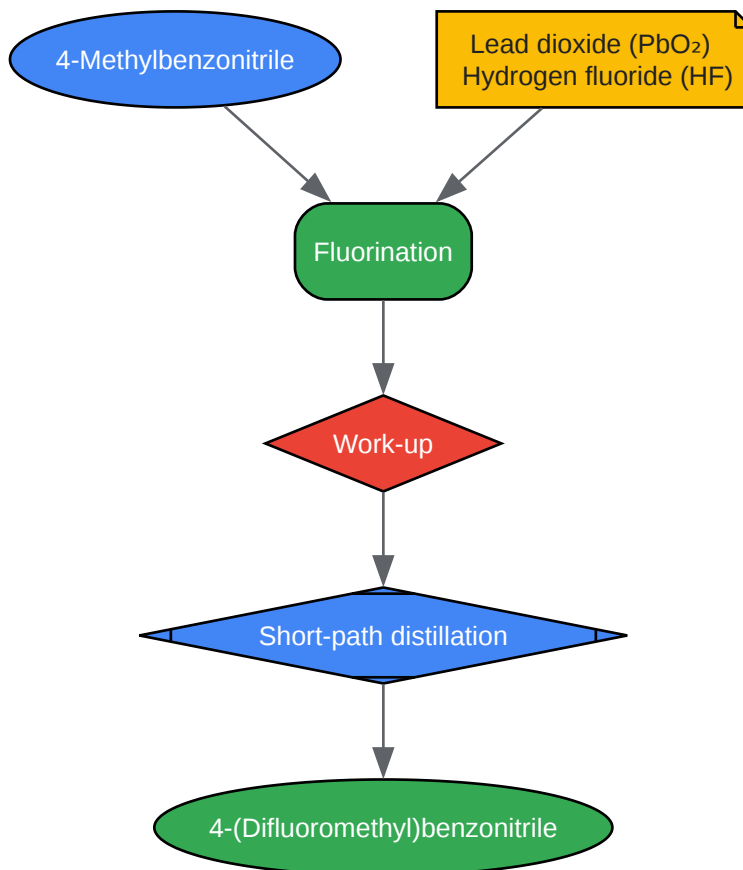 4-Methylbenzonitrile
Lead dioxide (PbO₂)
Hydrogen fluoride (HF)
Fluorination
Work-up
Short-path distillation
4-(Difluoromethyl)benzonitrile